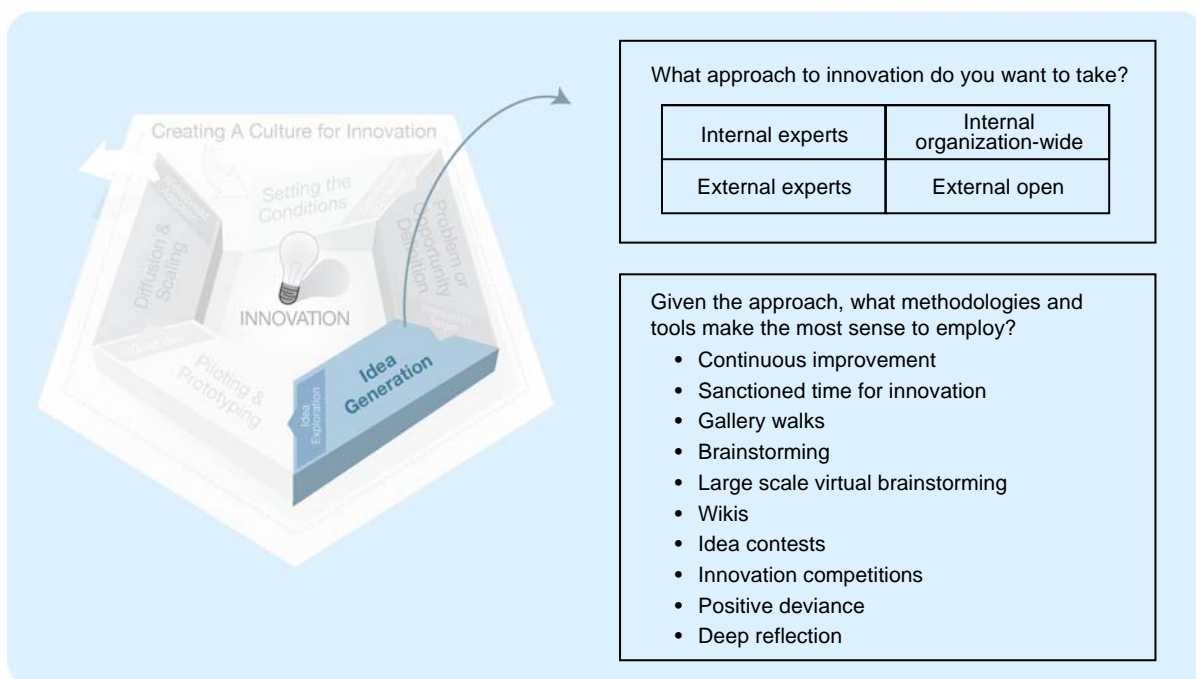 Creating A Culture for Innovation
Setting the
Conditions
Problem or
Opportunity
Definition
Diffusion &
Scaling
INNOVATION
Piloting &
Prototyping
Idea
Generation
Idea
Exploration
What approach to innovation do you want to take?
Internal experts
Internal
organization-wide
External experts
External open
Given the approach, what methodologies and
tools make the most sense to employ?
• Continuous improvement
• Sanctioned time for innovation
• Gallery walks
• Brainstorming
• Large scale virtual brainstorming
• Wikis
• Idea contests
• Innovation competitions
• Positive deviance
• Deep reflection